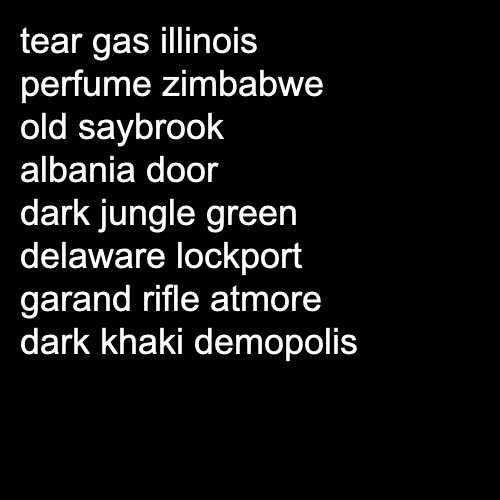 tear gas illinois
perfume zimbabwe
old saybrook
albania door
dark jungle green
delaware lockport
garand rifle atmore
dark khaki demopolis